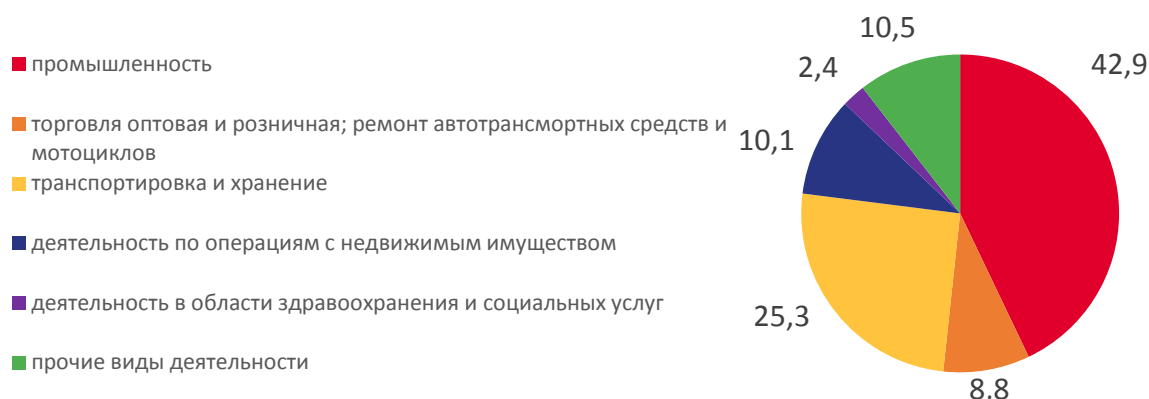 промышленность
торговля оптовая и розничная; ремонт автотрансмортных средств и
мотоциклов
транспортировка и хранение
деятельность по операциям с недвижимым имуществом
деятельность в области здравоохранения и социальных услуг
прочие виды деятельности
10,5
42,9
2,4
10,1
25,3
8,8